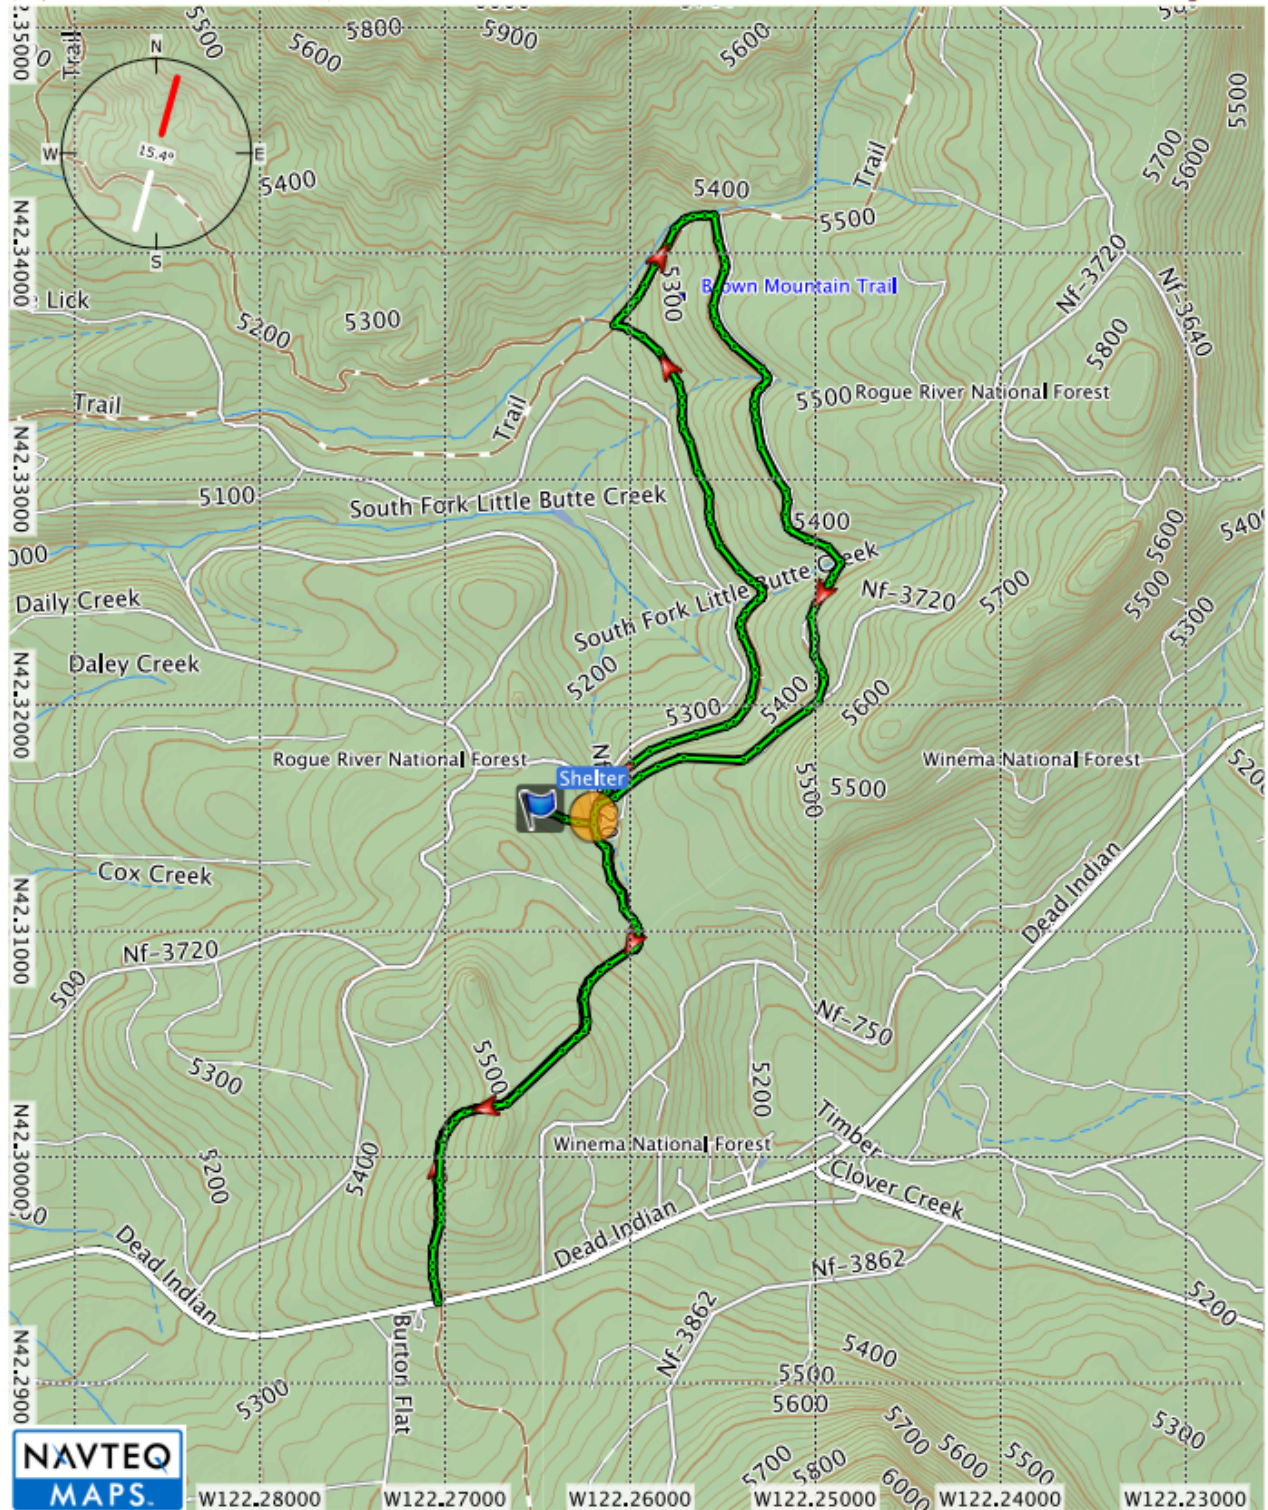 5800
5900
5500
5600
5600
5500
N
W
15.4°
E
S
Trail
5400
5400
5500
Trail
5700
5600
N42.34000
5300
Brown Mountain Trail
Nf-3720
Nf-3640
e Lick
5200
5300
5800
Trail
Trail
5500
Rogue River National Forest
N42.33000
5100
South Fork Little Butte Creek
5400
5600
5400
South Fork Little Butte Creek
Nf-3720
5700
5500
5300
Daily Creek
Daley Creek
5200
N42.32000
5300
5400
5600
Rogue River National Forest
Nf
Winema National Forest
Shelter
5500
5500
Cox Creek
Dead Indian
N42.31000
Nf-3720
500
Nf-750
5300
5500
5200
Timber
Winema National Forest
N42.30000
5200
5400
Clover Creek
Dead Indian
Dead Indian
Nf-3862
5200
Nf-3862
Burton Flat
N42.2900
5300
5400
5500
5600
5700
5600
5500
5300
5700
5800
6000
NAVTEQ
MAPS
W122.28000
W122.27000
W122.26000
W122.25000
W122.24000
W122.23000